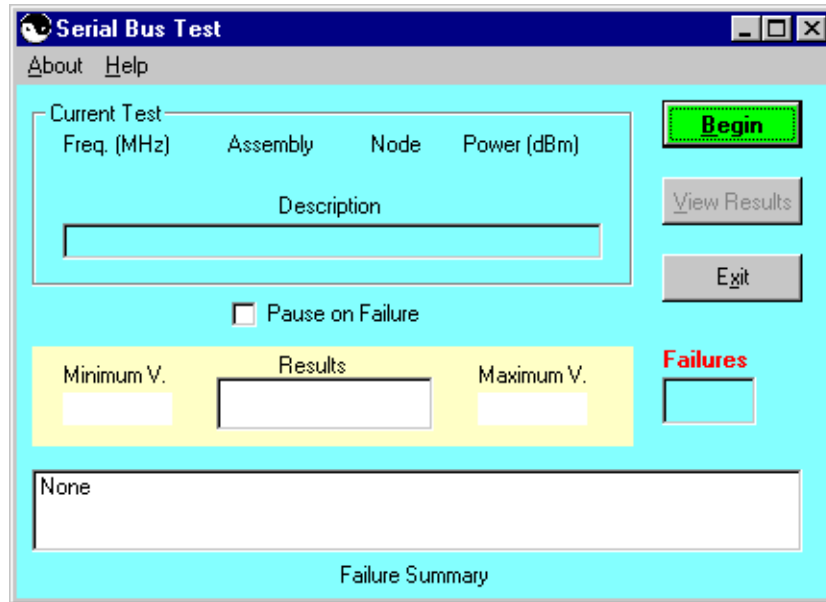 Serial Bus Test
About Help
Current Test
Freq. (MHz) Assembly Node Power (dBm)
Description
Begin
View Results
Exit
Pause on Failure
Minimum V. Results Maximum V.
Failures
None
Failure Summary